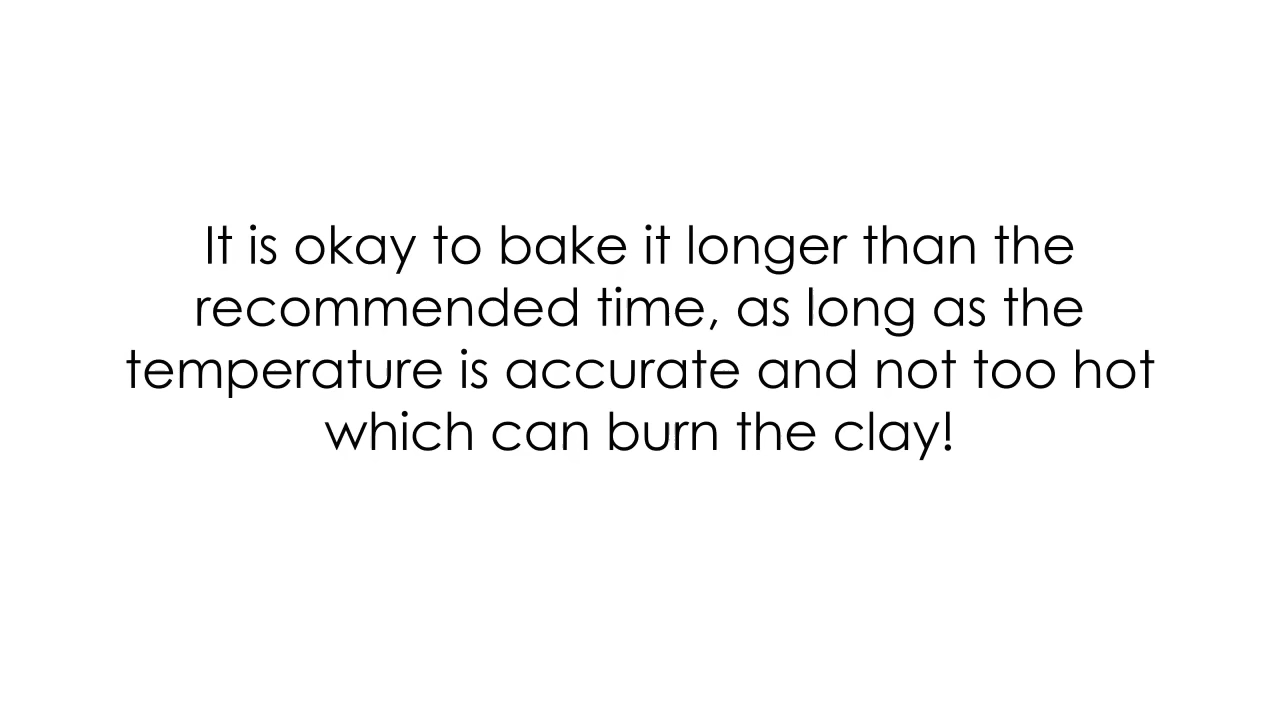 It is okay to bake it longer than the
recommended time, as long as the
temperature is accurate and not too hot
which can burn the clay!